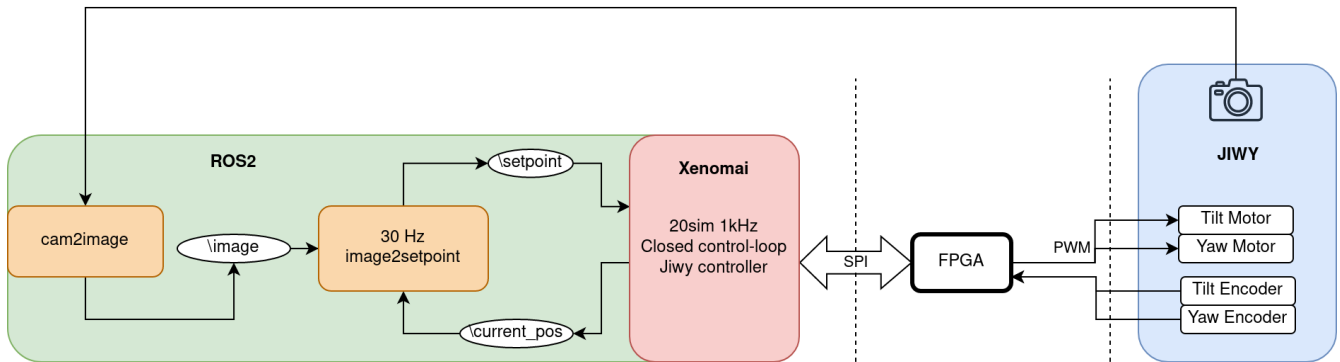 ROS2
cam2image
\image
30 Hz
image2setpoint
\setpoint
\current_pos
Xenomai
20sim 1kHz
Closed control-loop
Jiwy controller
SPI
FPGA
PWM
JIWY
Tilt Motor
Yaw Motor
Tilt Encoder
Yaw Encoder